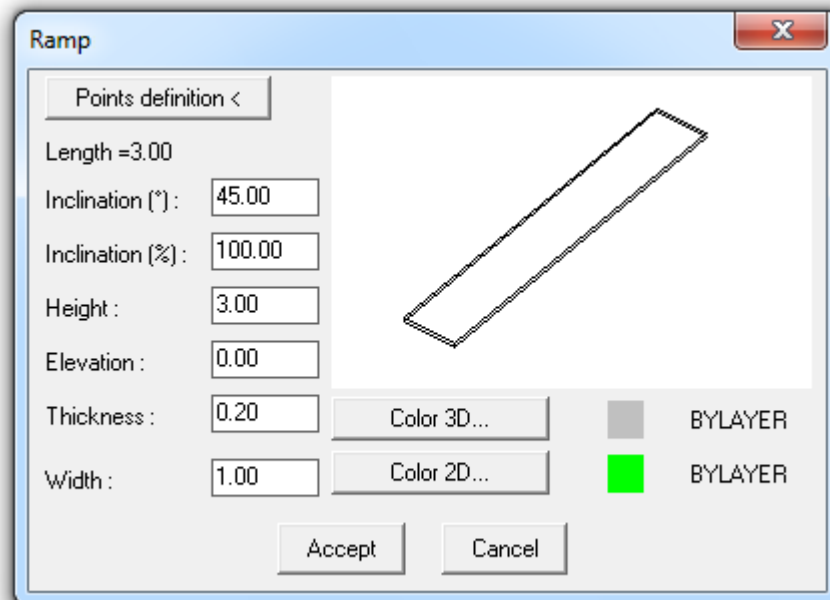 Ramp
Points definition <
Length =3.00
Inclination (°) : 45.00
Inclination (%) : 100.00
Height : 3.00
Elevation : 0.00
Thickness : 0.20
Color 3D... BYLAYER
Width : 1.00
Color 2D... BYLAYER
Accept Cancel